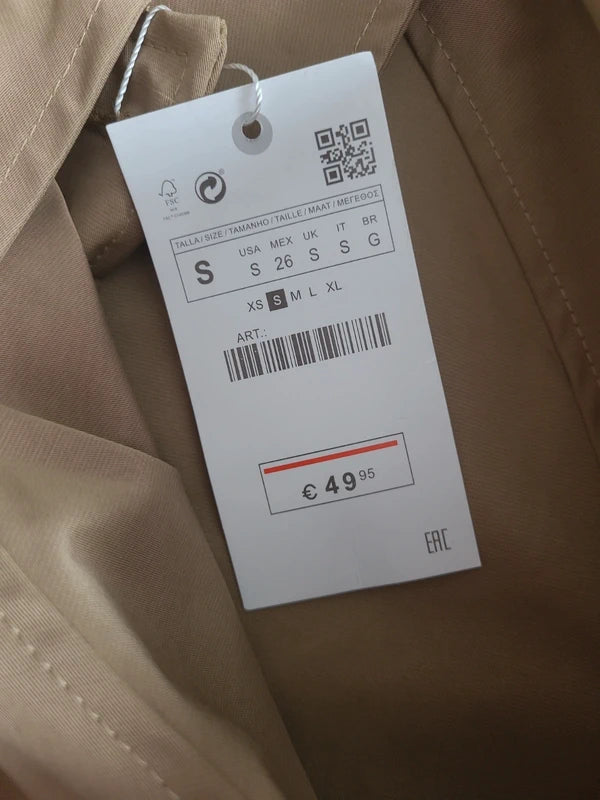 FSC
TALLA / SIZE / TAMANHO / TAILLE / MAAT / ΜΕΓΕΘΟΣ
S
USA MEX UK IT BR
S 26 S S G
XS S M L XL
ART.:
€ 49 95
EAC